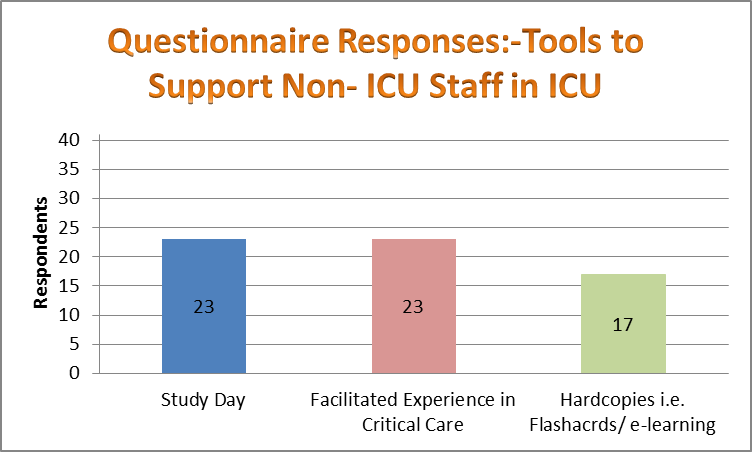 Questionnaire Responses:-Tools to
Support Non- ICU Staff in ICU
Respondents
40
35
30
25
20
15
10
5
0
23
23
17
Study Day
Facilitated Experience in
Critical Care
Hardcopies i.e.
Flashacrds/ e-learning